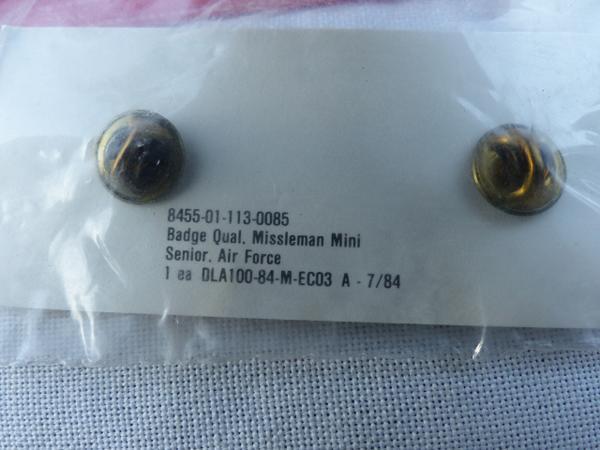 8455-01-113-0085
Badge Qual. Missleman Mini
Senior. Air Force
1 ea DLA100-84-M-EC03 A - 7/84